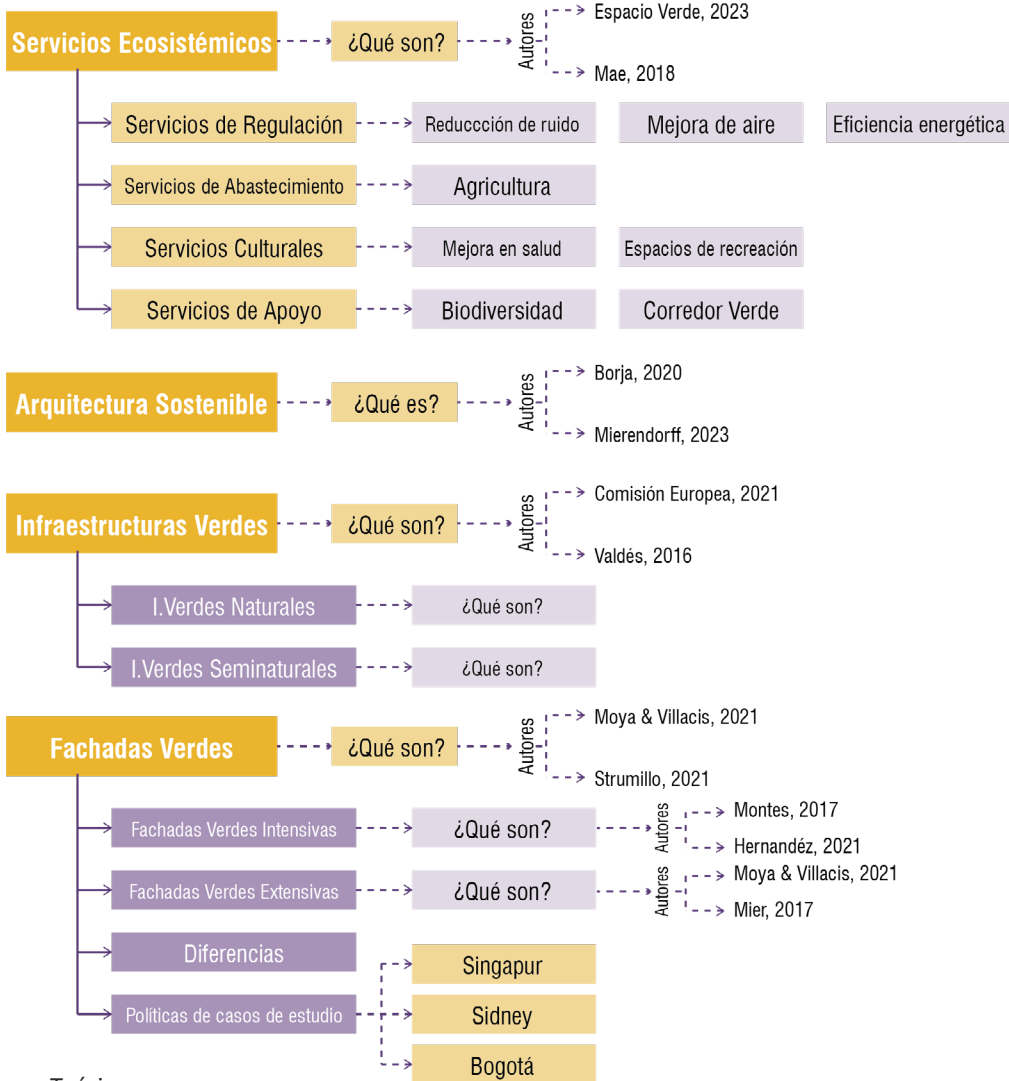 Servicios Ecosistémicos
¿Qué son?
Autores
Espacio Verde, 2023
Mae, 2018
Servicios de Regulación
Reduccción de ruido
Mejora de aire
Eficiencia energética
Servicios de Abastecimiento
Agricultura
Servicios Culturales
Mejora en salud
Espacios de recreación
Servicios de Apoyo
Biodiversidad
Corredor Verde
Arquitectura Sostenible
¿Qué es?
Autores
Borja, 2020
Mierendorff, 2023
Infraestructuras Verdes
¿Qué son?
Autores
Comisión Europea, 2021
Valdés, 2016
I.Verdes Naturales
¿Qué son?
I.Verdes Seminaturales
¿Qué son?
Fachadas Verdes
¿Qué son?
Autores
Moya & Villacis, 2021
Strumillo, 2021
Fachadas Verdes Intensivas
¿Qué son?
Autores
Montes, 2017
Hernandéz, 2021
Fachadas Verdes Extensivas
¿Qué son?
Autores
Moya & Villacis, 2021
Mier, 2017
Diferencias
Políticas de casos de estudio
Singapur
Sidney
Bogotá